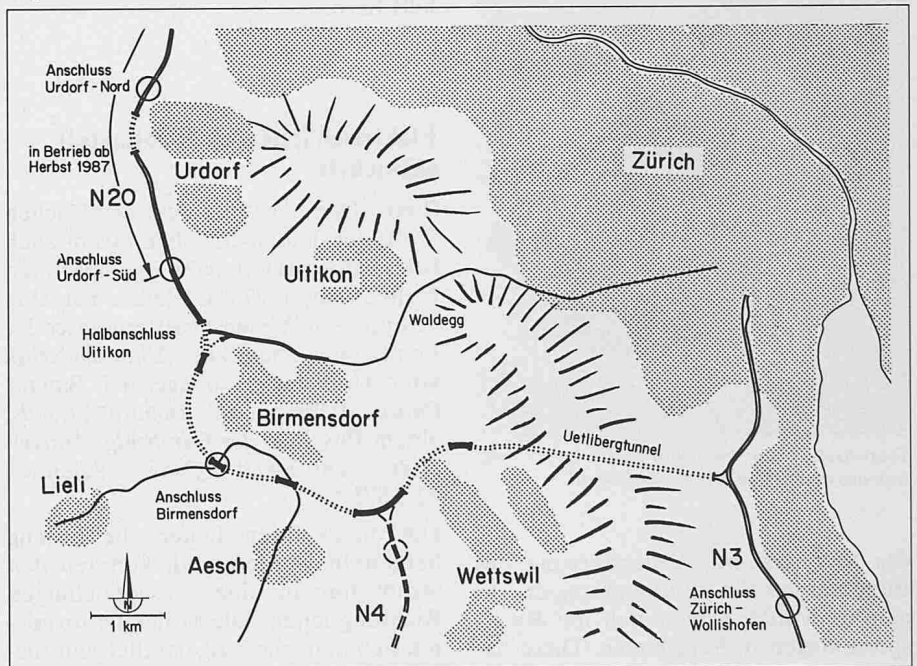 Anschluss
Urdorf-Nord
in Betrieb ab
Herbst 1987
N20
Urdorf
Zürich
Anschluss
Urdorf-Süd
Uitikon
Waldegg
Halbanschluss
Uitikon
Birmensdorf
Uetlibergtunnel
Lieli
Anschluss
Birmensdorf
Aesch
Wettswil
N3
N4
Anschluss
Zürich-
Wollishofen
N
1 km